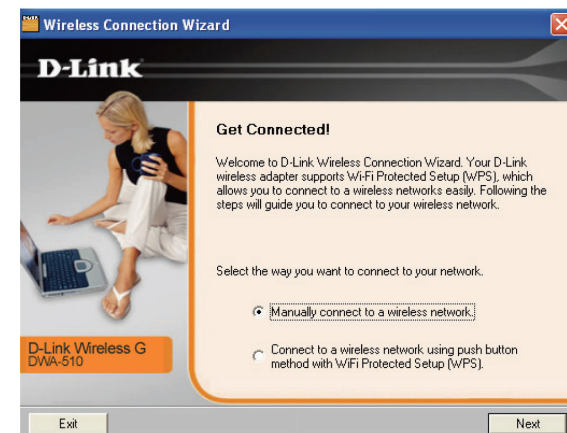 Wireless Connection Wizard
D-Link
Get Connected!
Welcome to D-Link Wireless Connection Wizard. Your D-Link
wireless adapter supports Wi-Fi Protected Setup (WPS), which
allows you to connect to a wireless networks easily. Following the
steps will guide you to connect to your wireless network.
Select the way you want to connect to your network.
Manually connect to a wireless network.
Connect to a wireless network using push button
method with WiFi Protected Setup (WPS).
D-Link Wireless G
DWA-510
Exit
Next